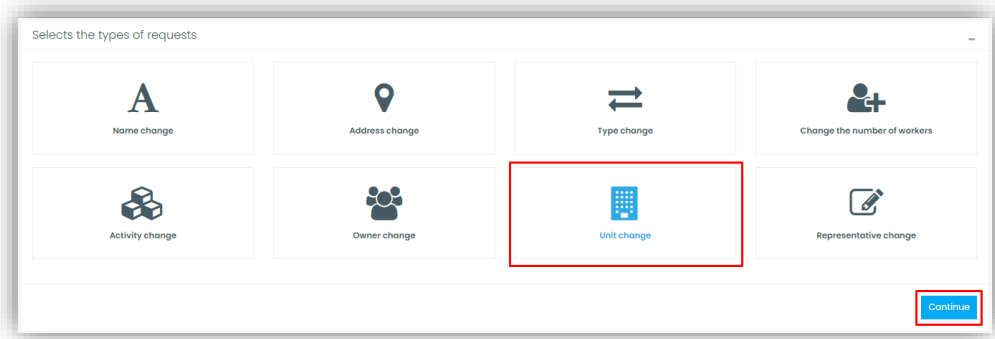 Selects the types of requests
Name change
Address change
Type change
Change the number of workers
Activity change
Owner change
Unit change
Representative change
Continue